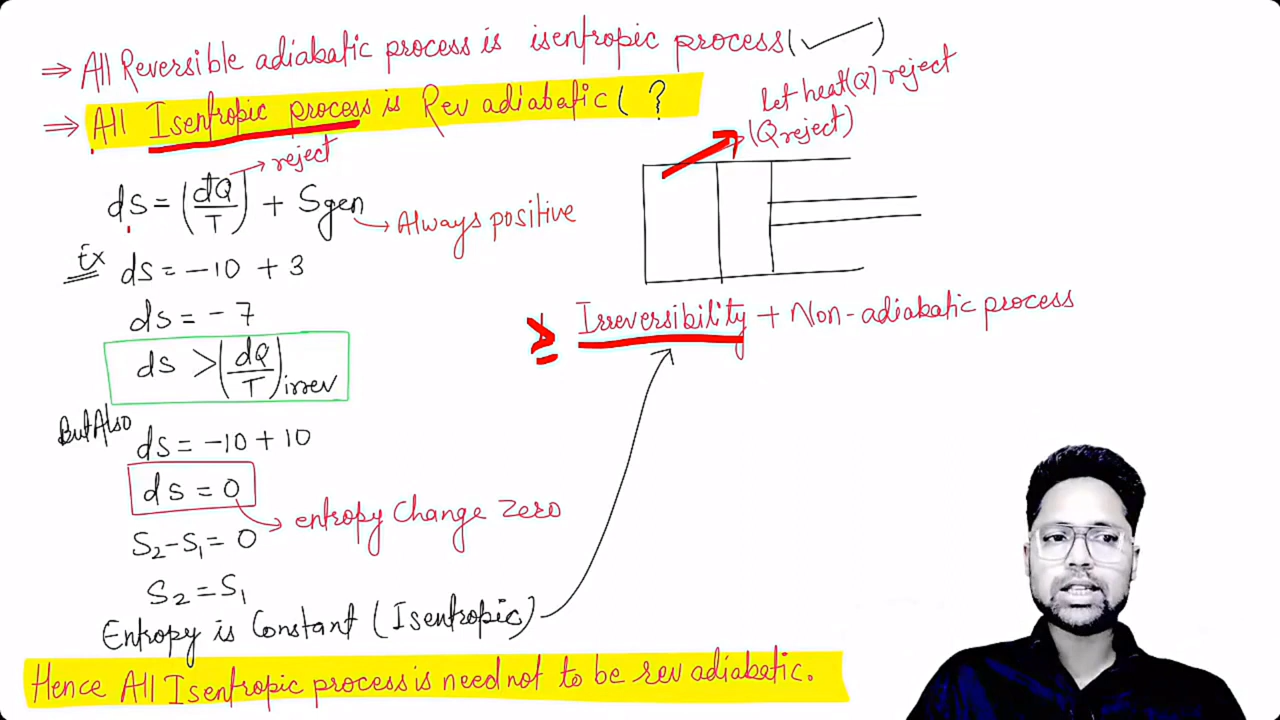 ⇒ All Reversible adiabatic process is isentropic process (✓)
⇒ All Isentropic process is Rev adiabatic ( ?
let heat(Q) reject
(Q reject)
→ reject
ds = (dQ/T) + Sgen
→ Always positive
Ex ds = -10 + 3
ds = -7
ds > (dQ/T)irrev
⇒ Irreversibility + Non-adiabatic process
But Also ds = -10 + 10
ds = 0
→ entropy Change Zero
S2-S1 = 0
S2 = S1
Entropy is Constant (Isentropic)
Hence All Isentropic process is need not to be rev adiabatic.